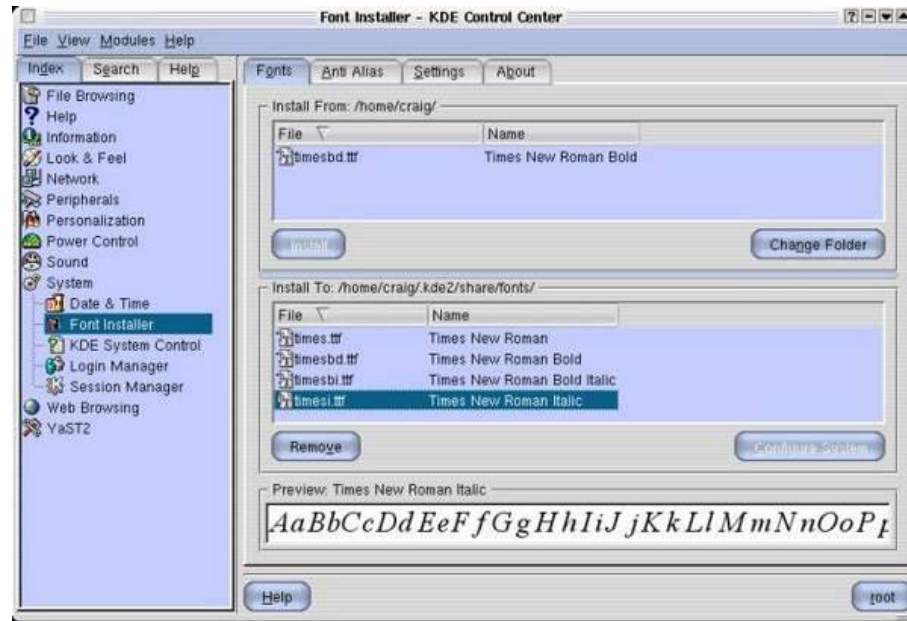 Font Installer - KDE Control Center
File View Modules Help
Index Search Help
File Browsing
Help
Information
Look & Feel
Network
Peripherals
Personalization
Power Control
Sound
System
Date & Time
Font Installer
KDE System Control
Login Manager
Session Manager
Web Browsing
YaST2
Fonts Anti Alias Settings About
Install From: /home/craig/
File Name
timesbd.ttf Times New Roman Bold
Install Change Folder
Install To: /home/craig/.kde2/share/fonts/
File Name
times.ttf Times New Roman
timesbd.ttf Times New Roman Bold
timesbi.ttf Times New Roman Bold Italic
timesi.ttf Times New Roman Italic
Remove Configure System
Preview: Times New Roman Italic
AaBbCcDdEeFfGgHhIiJjKkLlMmNnOoPp
Help root